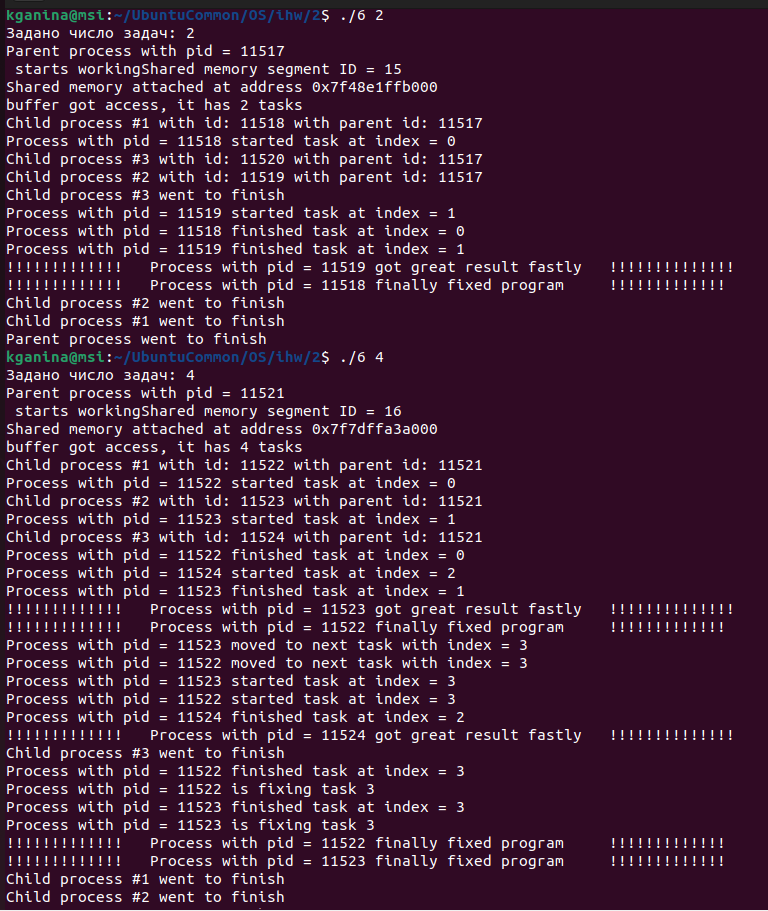 kganina@msi:~/UbuntuCommon/OS/ihw/2$ ./6 2
Задано число задач: 2
Parent process with pid = 11517
 starts workingShared memory segment ID = 15
Shared memory attached at address 0x7f48e1ffb000
buffer got access, it has 2 tasks
Child process #1 with id: 11518 with parent id: 11517
Process with pid = 11518 started task at index = 0
Child process #3 with id: 11520 with parent id: 11517
Child process #2 with id: 11519 with parent id: 11517
Child process #3 went to finish
Process with pid = 11519 started task at index = 1
Process with pid = 11518 finished task at index = 0
Process with pid = 11519 finished task at index = 1
!!!!!!!!!!!!!   Process with pid = 11519 got great result fastly   !!!!!!!!!!!!!!
!!!!!!!!!!!!!   Process with pid = 11518 finally fixed program     !!!!!!!!!!!!!
Child process #2 went to finish
Child process #1 went to finish
Parent process went to finish
kganina@msi:~/UbuntuCommon/OS/ihw/2$ ./6 4
Задано число задач: 4
Parent process with pid = 11521
 starts workingShared memory segment ID = 16
Shared memory attached at address 0x7f7dffa3a000
buffer got access, it has 4 tasks
Child process #1 with id: 11522 with parent id: 11521
Process with pid = 11522 started task at index = 0
Child process #2 with id: 11523 with parent id: 11521
Process with pid = 11523 started task at index = 1
Child process #3 with id: 11524 with parent id: 11521
Process with pid = 11522 finished task at index = 0
Process with pid = 11524 started task at index = 2
Process with pid = 11523 finished task at index = 1
!!!!!!!!!!!!!   Process with pid = 11523 got great result fastly   !!!!!!!!!!!!!!
!!!!!!!!!!!!!   Process with pid = 11522 finally fixed program     !!!!!!!!!!!!!
Process with pid = 11523 moved to next task with index = 3
Process with pid = 11522 moved to next task with index = 3
Process with pid = 11523 started task at index = 3
Process with pid = 11522 started task at index = 3
Process with pid = 11524 finished task at index = 2
!!!!!!!!!!!!!   Process with pid = 11524 got great result fastly   !!!!!!!!!!!!!!
Child process #3 went to finish
Process with pid = 11522 finished task at index = 3
Process with pid = 11522 is fixing task 3
Process with pid = 11523 finished task at index = 3
Process with pid = 11523 is fixing task 3
!!!!!!!!!!!!!   Process with pid = 11522 finally fixed program     !!!!!!!!!!!!!
!!!!!!!!!!!!!   Process with pid = 11523 finally fixed program     !!!!!!!!!!!!!
Child process #1 went to finish
Child process #2 went to finish